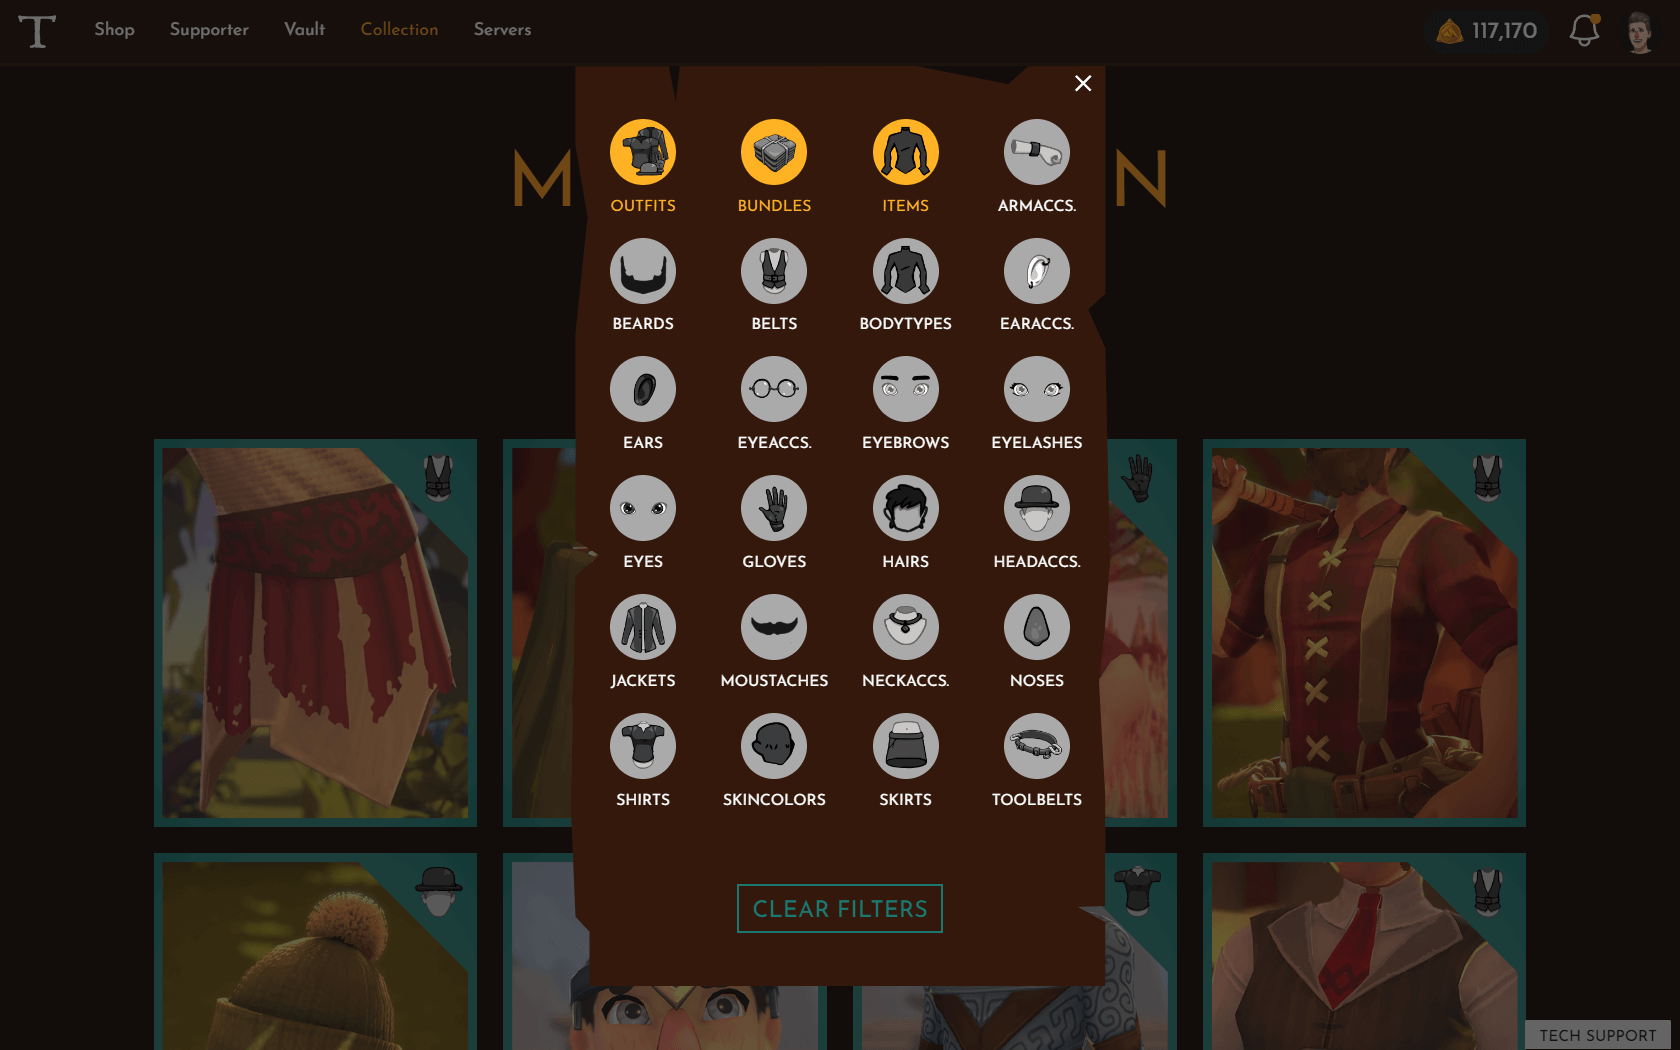 T Shop Supporter Vault Collection Servers 117,170
M N
OUTFITS BUNDLES ITEMS ARMACCS.
BEARDS BELTS BODYTYPES EARACCS.
EARS EYEACCS. EYEBROWS EYELASHES
EYES GLOVES HAIRS HEADACCS.
JACKETS MOUSTACHES NECKACCS. NOSES
SHIRTS SKINCOLORS SKIRTS TOOLBELTS
CLEAR FILTERS
TECH SUPPORT